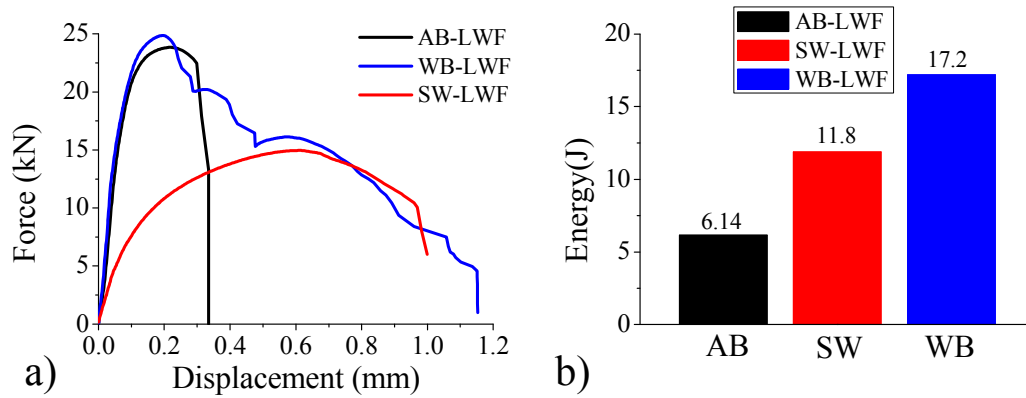 AB-LWF
WB-LWF
SW-LWF
Force (kN)
25
20
15
10
5
0
0.0 0.2 0.4 0.6 0.8 1.0 1.2
Displacement (mm)
a)
AB-LWF
SW-LWF
WB-LWF
Energy(J)
20
15
10
5
0
6.14
11.8
17.2
AB SW WB
b)